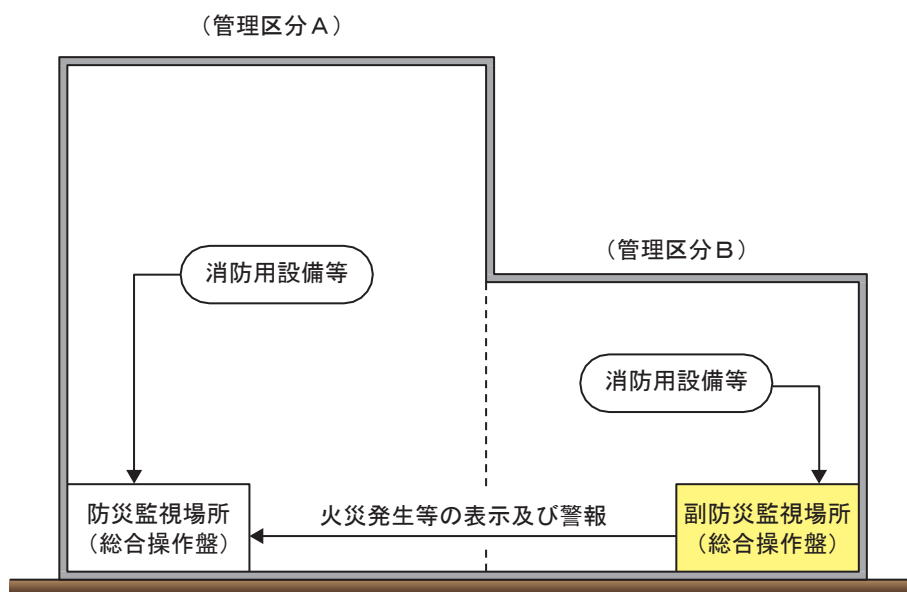 (管理区分A)
(管理区分B)
消防用設備等
消防用設備等
防災監視場所
(総合操作盤)
火災発生等の表示及び警報
副防災監視場所
(総合操作盤)